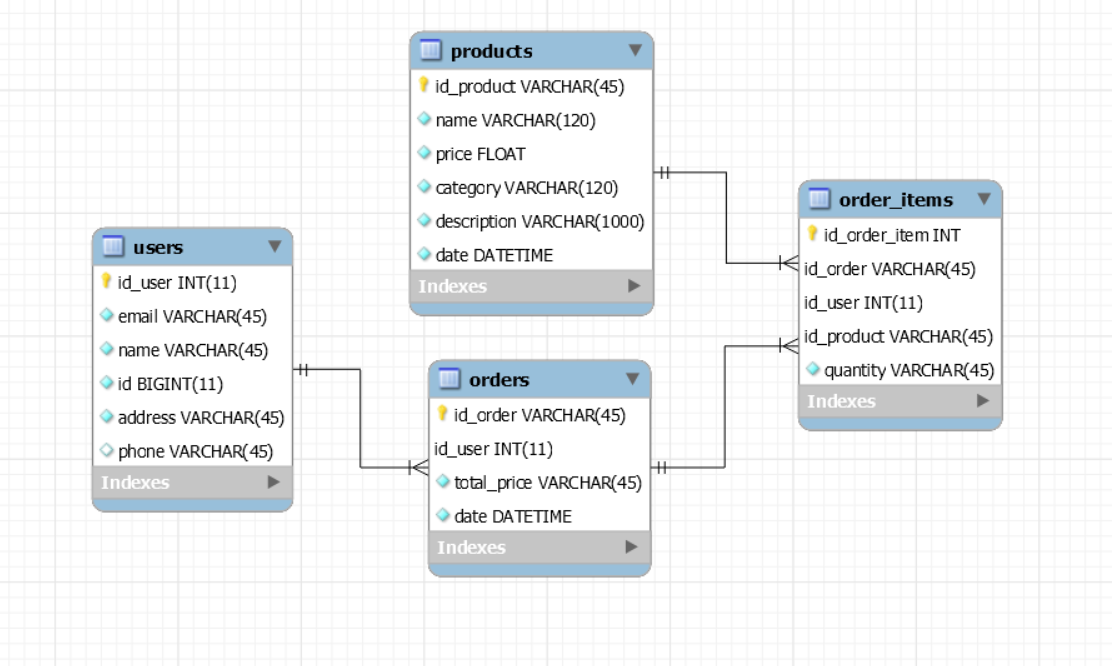 products
id_product VARCHAR(45)
name VARCHAR(120)
price FLOAT
category VARCHAR(120)
description VARCHAR(1000)
date DATETIME
Indexes
users
id_user INT(11)
email VARCHAR(45)
name VARCHAR(45)
id BIGINT(11)
address VARCHAR(45)
phone VARCHAR(45)
Indexes
orders
id_order VARCHAR(45)
id_user INT(11)
total_price VARCHAR(45)
date DATETIME
Indexes
order_items
id_order_item INT
id_order VARCHAR(45)
id_user INT(11)
id_product VARCHAR(45)
quantity VARCHAR(45)
Indexes